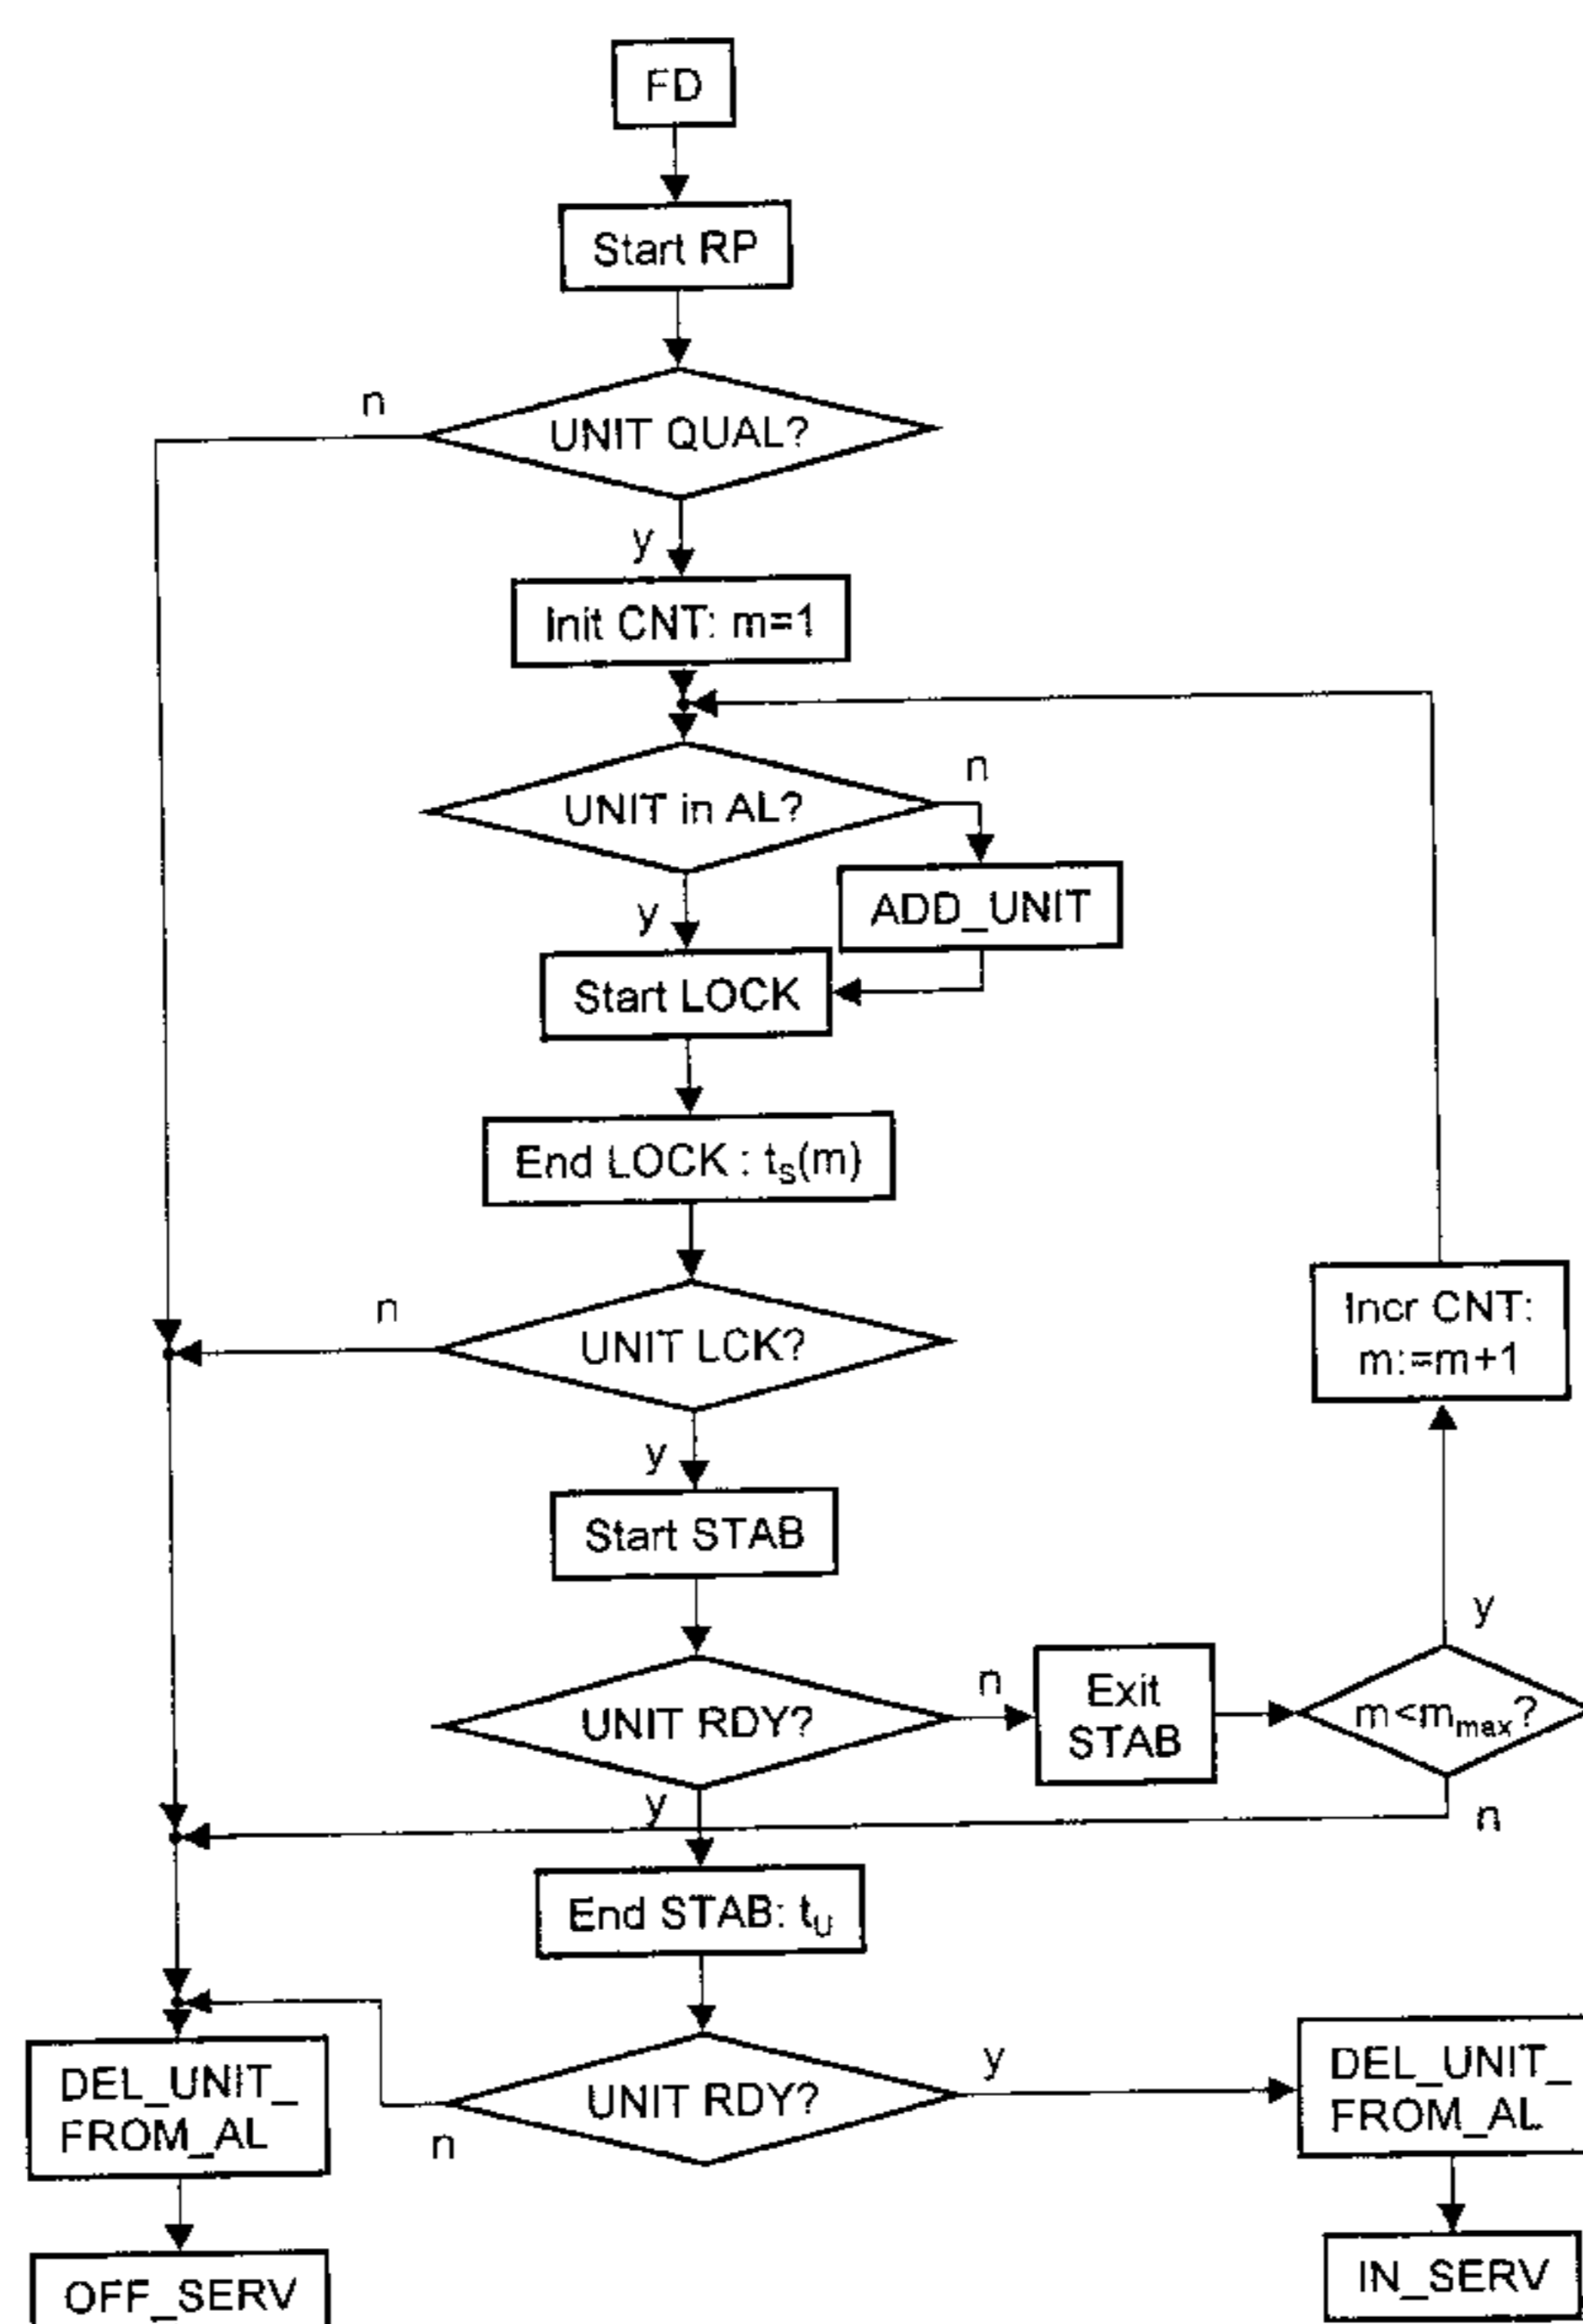 FD
Start RP
n
UNIT QUAL?
y
Init CNT: m=1
n
UNIT in AL?
y
ADD_UNIT
Start LOCK
End LOCK : tₛ(m)
n
UNIT LCK?
Incr CNT:
m:=m+1
y
Start STAB
y
n
UNIT RDY?
Exit
STAB
m<mₘₐₓ?
y
n
End STAB: tᵤ
DEL_UNIT_
FROM_AL
UNIT RDY?
n
y
DEL_UNIT_
FROM_AL
OFF_SERV
IN_SERV